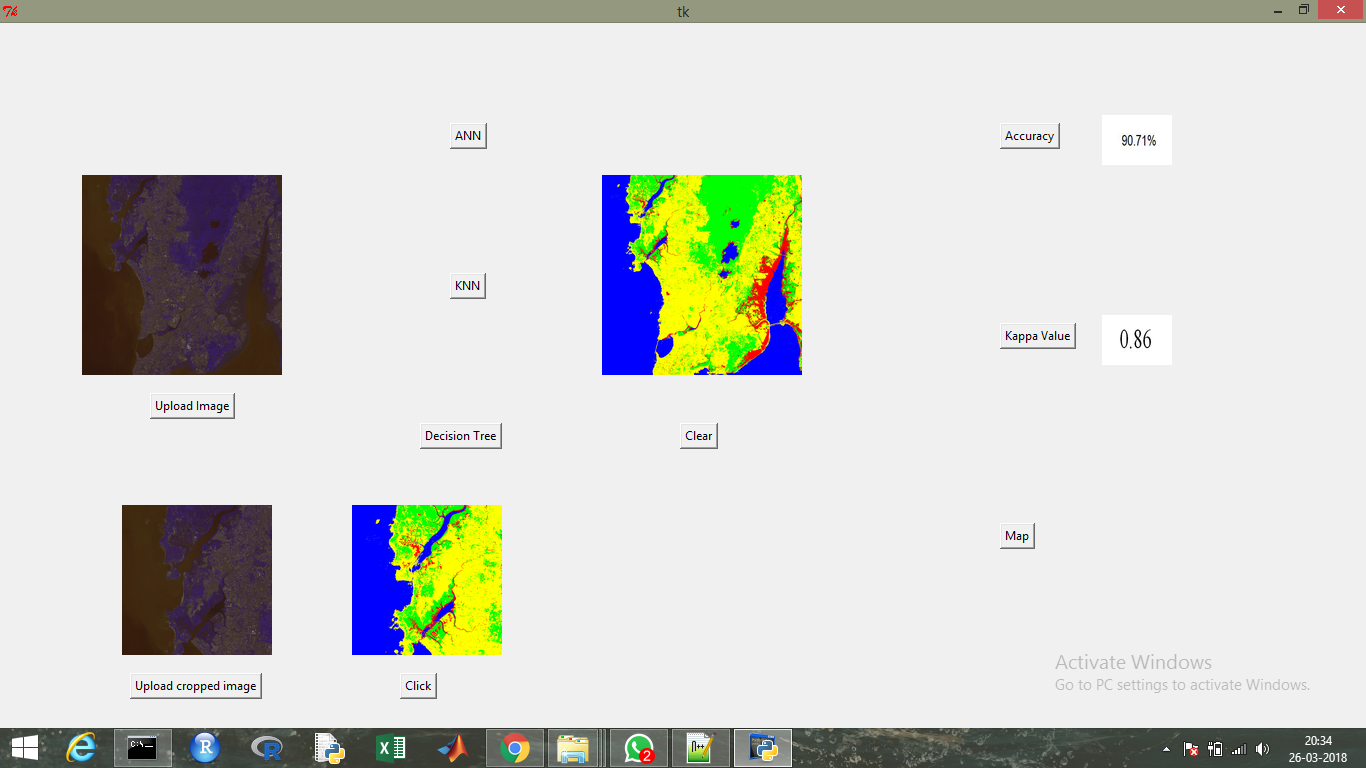 tk
ANN
Accuracy
90.71%
KNN
Kappa Value
0.86
Upload Image
Decision Tree
Clear
Map
Activate Windows
Go to PC settings to activate Windows.
Upload cropped image
Click
20:34
26-03-2018